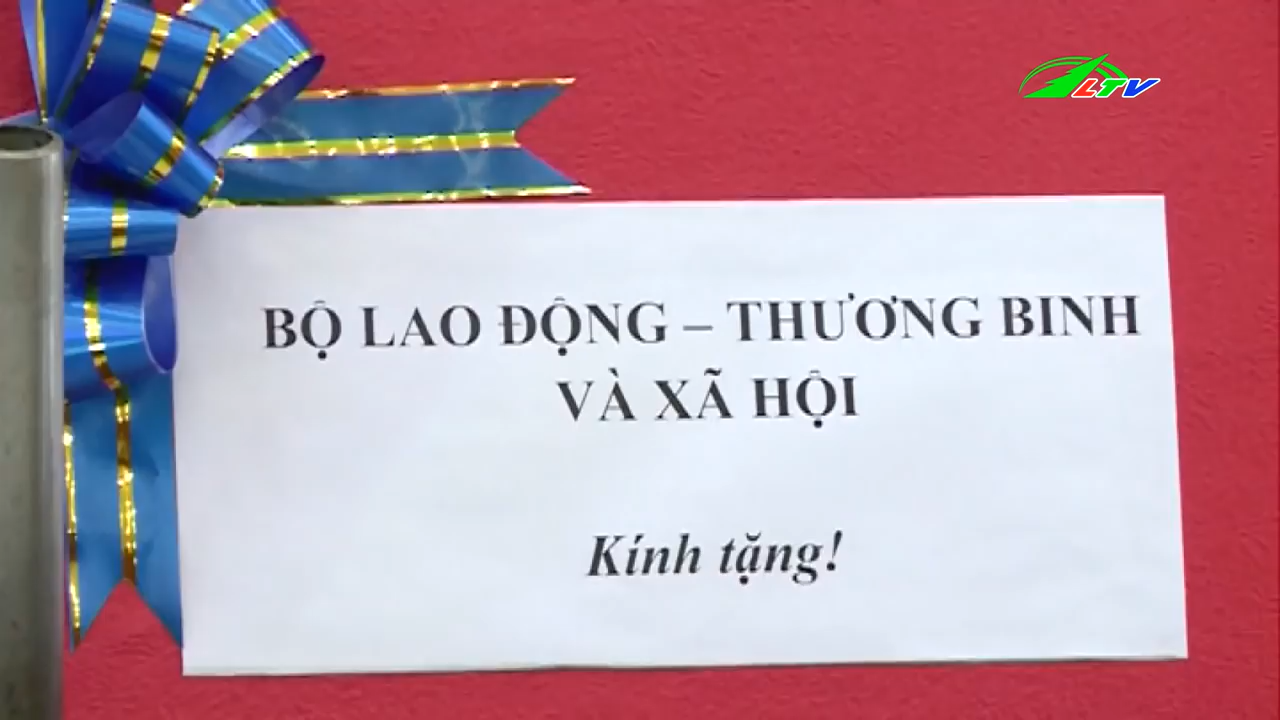 LTV
BỘ LAO ĐỘNG – THƯƠNG BINH
VÀ XÃ HỘI
Kính tặng!